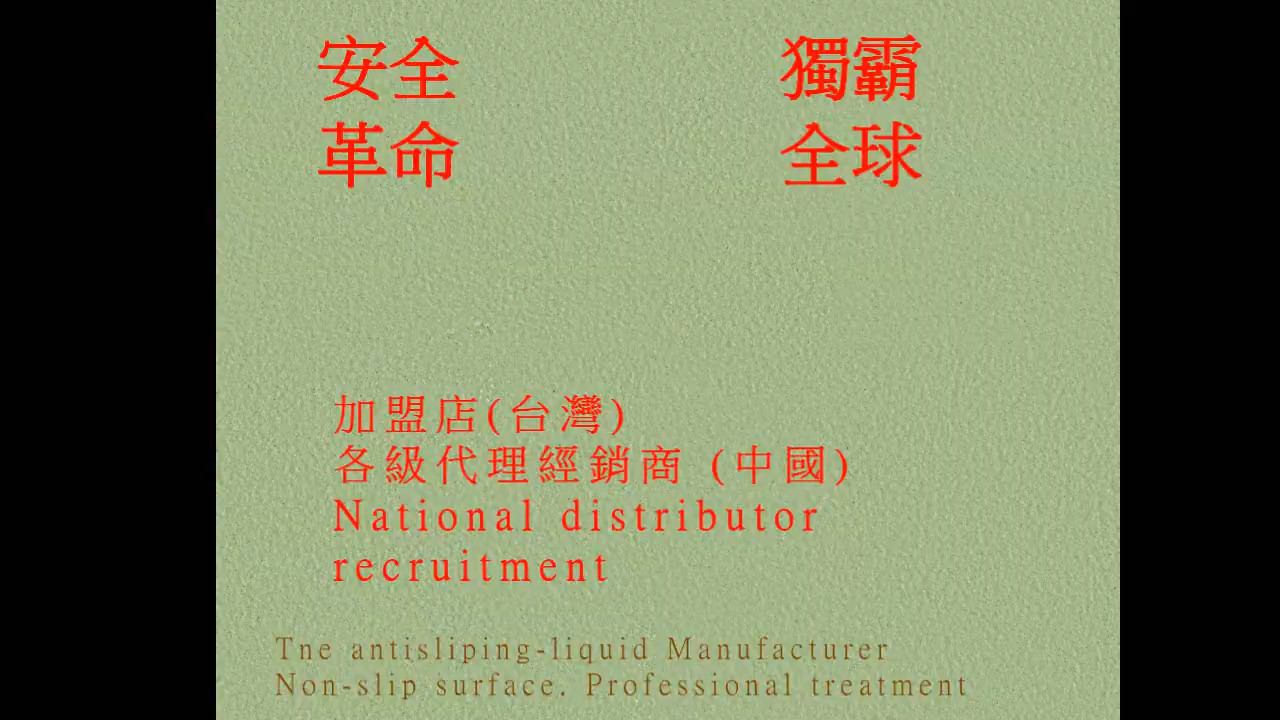 安全
革命
獨霸
全球
加盟店(台灣)
各級代理經銷商 (中國)
National distributor
recruitment
Tne antisliping-liquid Manufacturer
Non-slip surface. Professional treatment